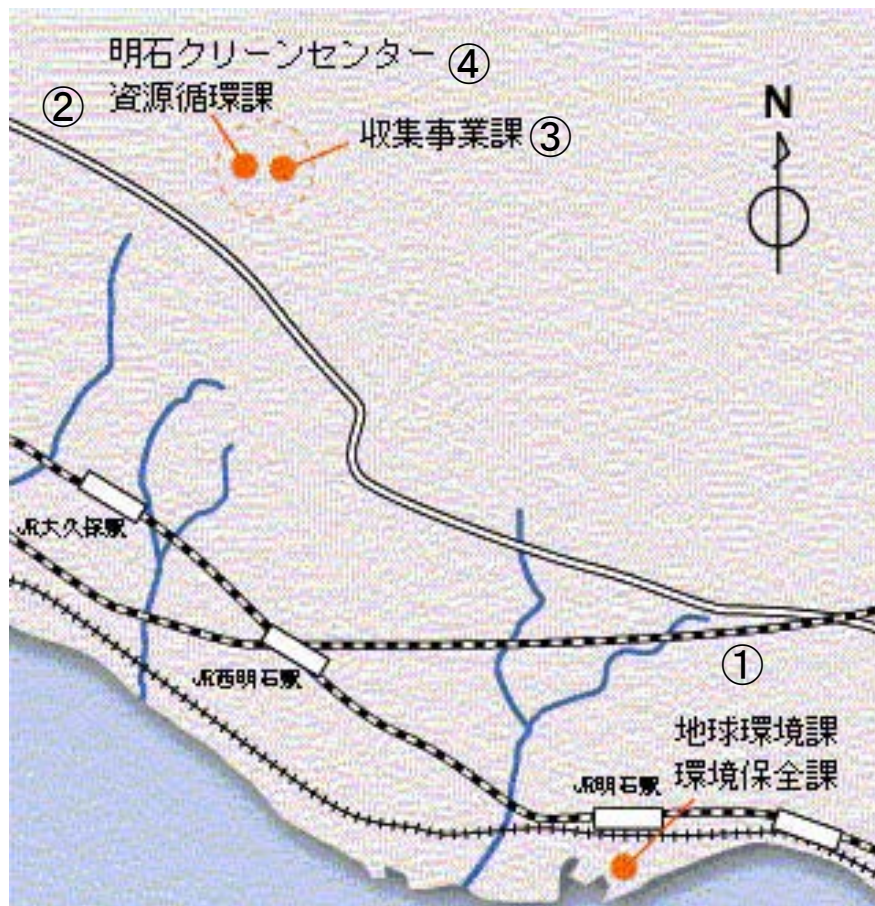 明石クリーンセンター ④
② 資源循環課
収集事業課 ③
N
JR大久保駅
JR西明石駅
①
地球環境課
環境保全課
JR明石駅